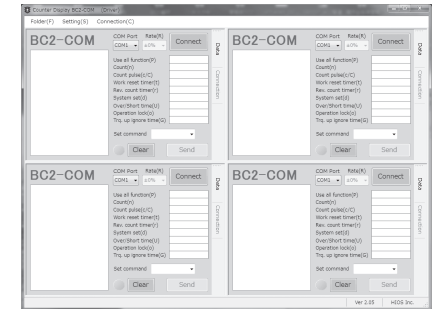 Counter Display BC2-COM (Driver)
Folder(F) Setting(S) Connection(C)
BC2-COM
COM Port Rate(R)
COM1 ±0% Connect
Use all function(P)
Count(n)
Count pulse(c/C)
Work reset timer(t)
Rev. count timer(r)
System set(d)
Over/Short time(U)
Operation lock(o)
Trq. up ignore time(G)
Set command
Clear Send
Data
Connection
BC2-COM
COM Port Rate(R)
COM1 ±0% Connect
Use all function(P)
Count(n)
Count pulse(c/C)
Work reset timer(t)
Rev. count timer(r)
System set(d)
Over/Short time(U)
Operation lock(o)
Trq. up ignore time(G)
Set command
Clear Send
Data
Connection
BC2-COM
COM Port Rate(R)
COM1 ±0% Connect
Use all function(P)
Count(n)
Count pulse(c/C)
Work reset timer(t)
Rev. count timer(r)
System set(d)
Over/Short time(U)
Operation lock(o)
Trq. up ignore time(G)
Set command
Clear Send
Data
Connection
BC2-COM
COM Port Rate(R)
COM1 ±0% Connect
Use all function(P)
Count(n)
Count pulse(c/C)
Work reset timer(t)
Rev. count timer(r)
System set(d)
Over/Short time(U)
Operation lock(o)
Trq. up ignore time(G)
Set command
Clear Send
Data
Connection
Ver 2.05 HIOS Inc.